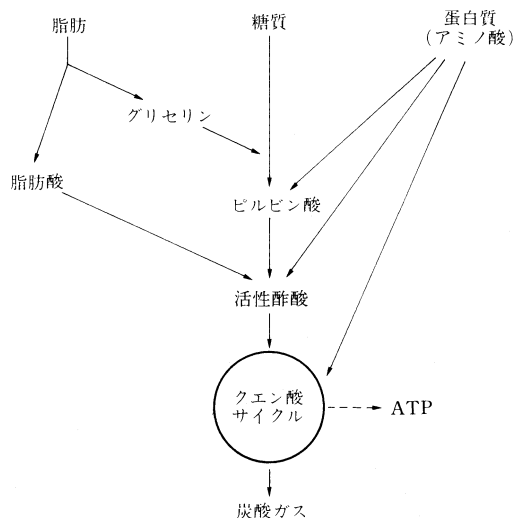 脂肪
糖質
蛋白質
(アミノ酸)
グリセリン
脂肪酸
ピルビン酸
活性酢酸
クエン酸
サイクル
ATP
炭酸ガス